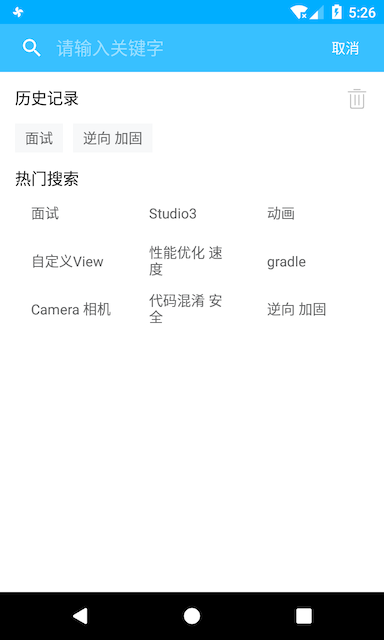 5:26
请输入关键字 取消
历史记录
面试 逆向 加固
热门搜索
面试 Studio3 动画
自定义View 性能优化 速 gradle
度
Camera 相机 代码混淆 安 逆向 加固
全